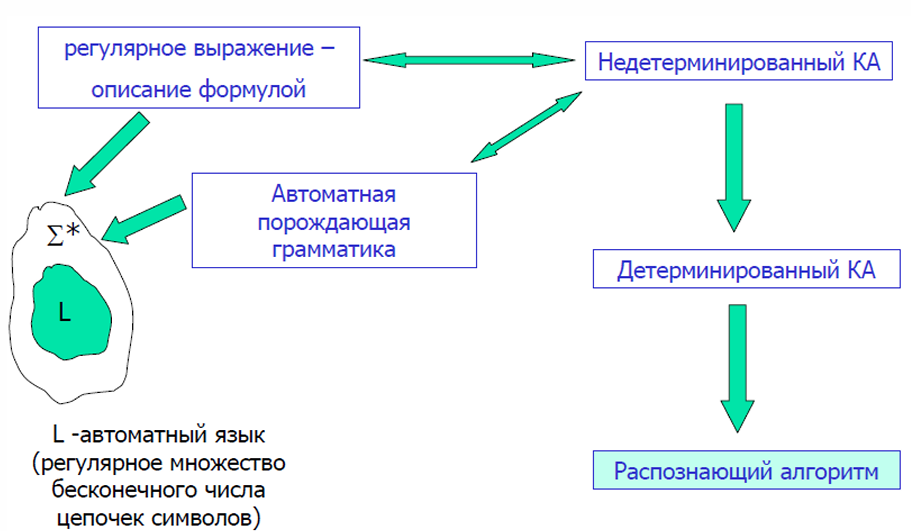 регулярное выражение –
описание формулой
Недетерминированный КА
Автоматная
порождающая
грамматика
Σ*
L
Детерминированный КА
L -автоматный язык
(регулярное множество
бесконечного числа
цепочек символов)
Распознающий алгоритм